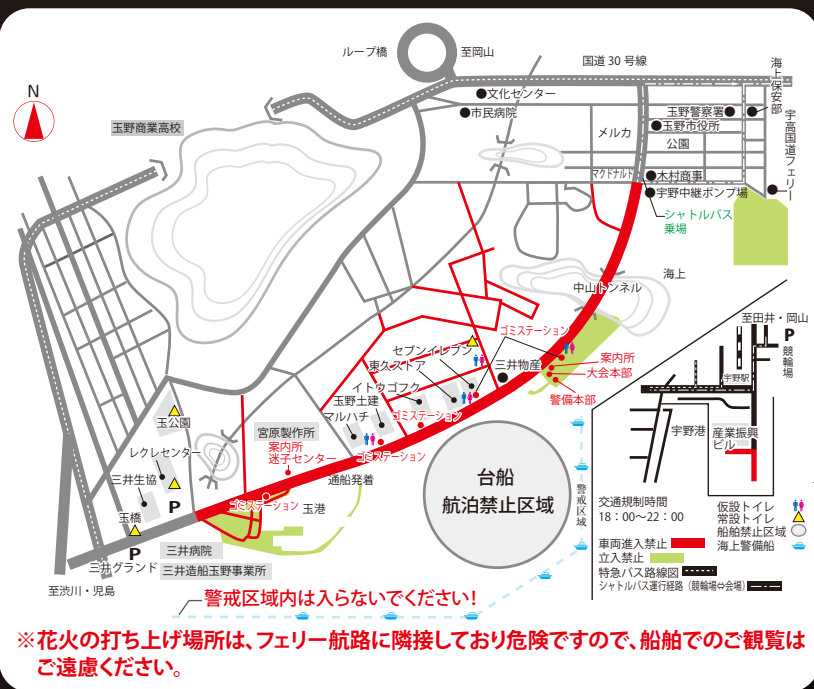 ループ橋
至岡山
国道30号線
N
文化センター
市民病院
玉野商業高校
メルカ
玉野警察署
海上保安部
玉野市役所
公園
宇高国道フェリー
マクドナルド
木村商事
宇野中継ポンプ場
シャトルバス
乗場
中山トンネル
海上
ゴミステーション
セブンイレブン
東久ストア
三井物産
案内所
大会本部
警備本部
イトウゴフク
玉野土建
マルハチ
ゴミステーション
玉公園
宮原製作所
案内所
迷子センター
ゴミステーション
レクレセンター
三井生協
通船発着
ゴミステーション
玉港
P
玉橋
P
三井グランド
三井病院
三井造船玉野事業所
至渋川・児島
台船
航泊禁止区域
警戒区域
至田井・岡山
P
競輪場
宇野駅
宇野港
産業振興
ビル
交通規制時間
18:00〜22:00
仮設トイレ
常設トイレ
船舶禁止区域
海上警備船
車両進入禁止
立入禁止
特急バス路線図
シャトルバス運行経路(競輪場⇔会場)
警戒区域内は入らないでください!
※花火の打ち上げ場所は、フェリー航路に隣接しており危険ですので、船舶でのご観覧は
ご遠慮ください。